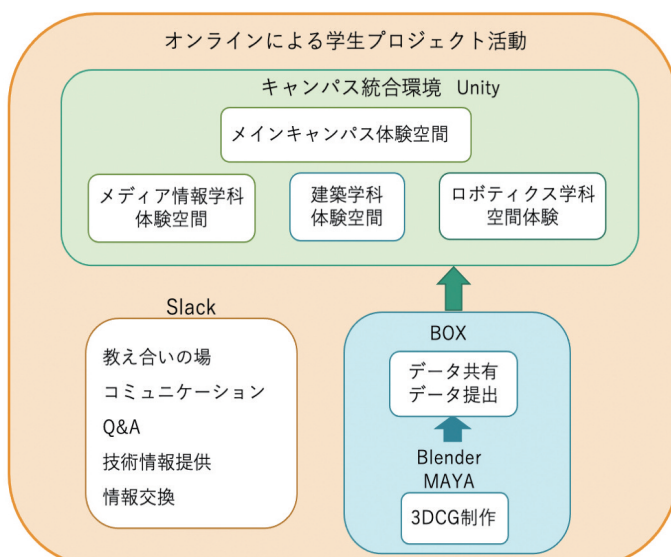 オンラインによる学生プロジェクト活動
キャンパス統合環境 Unity
メインキャンパス体験空間
メディア情報学科
体験空間
建築学科
体験空間
ロボティクス学科
空間体験
Slack
教え合いの場
コミュニケーション
Q&A
技術情報提供
情報交換
BOX
データ共有
データ提出
Blender
MAYA
3DCG制作